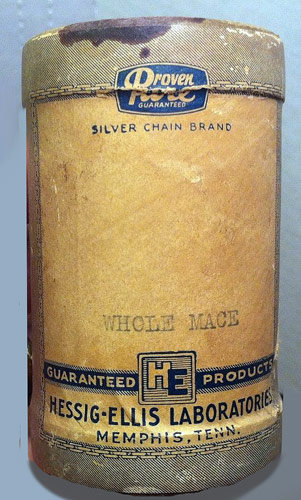 Proven
Pure
GUARANTEED
SILVER CHAIN BRAND
WHOLE MACE
GUARANTEED HE PRODUCTS
HESSIG-ELLIS LABORATORIES
MEMPHIS, TENN.